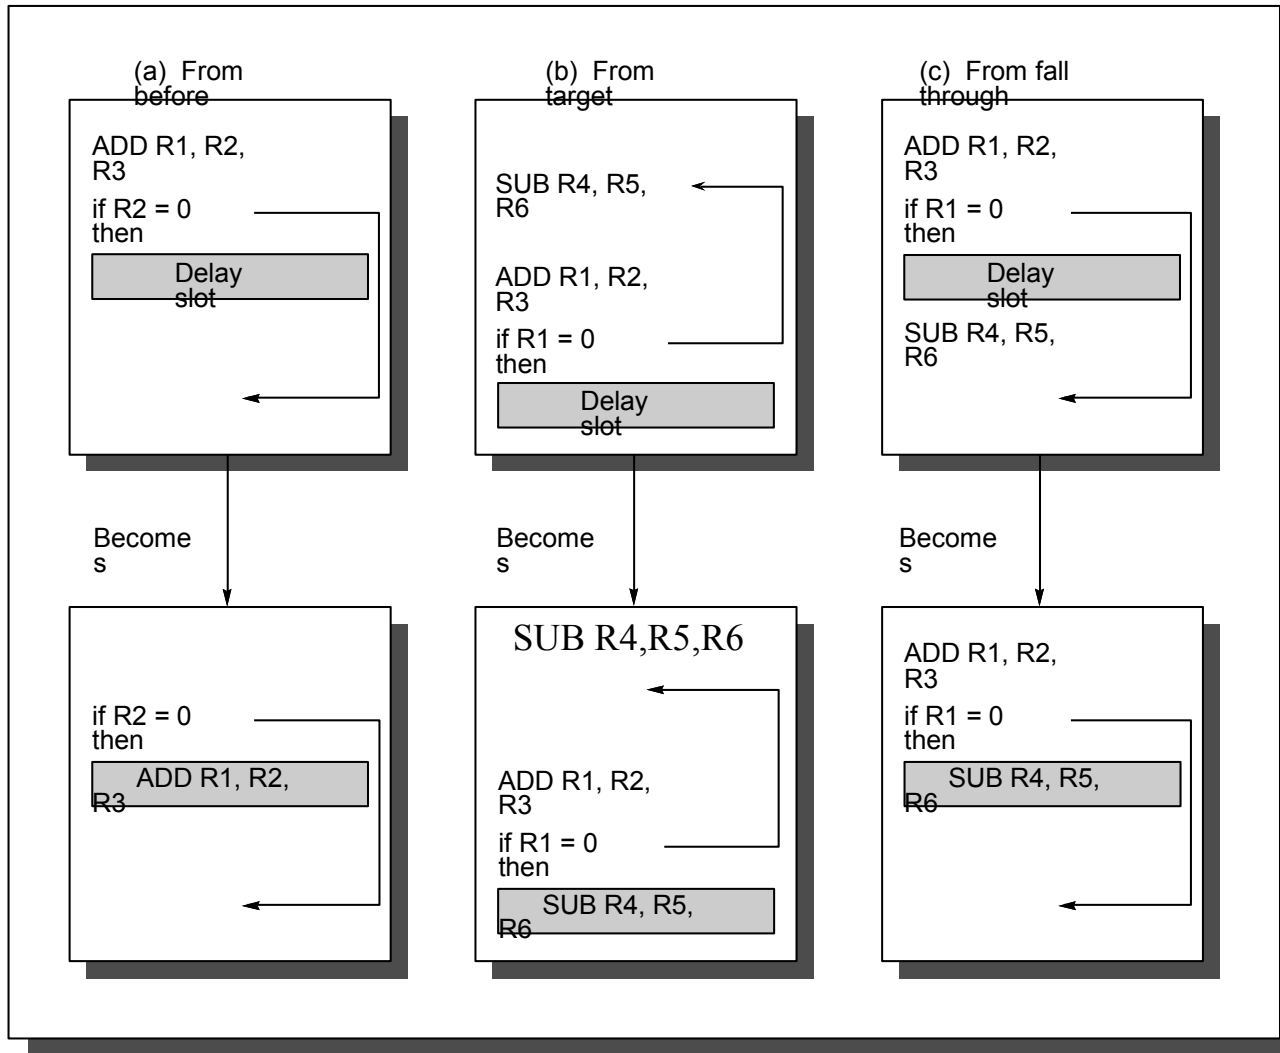 (a)  From
before
ADD R1, R2,
R3
if R2 = 0
then
Delay
slot
Become
s
if R2 = 0
then
ADD R1, R2,
R3
(b)  From
target
SUB R4, R5,
R6
ADD R1, R2,
R3
if R1 = 0
then
Delay
slot
Become
s
SUB R4,R5,R6
ADD R1, R2,
R3
if R1 = 0
then
SUB R4, R5,
R6
(c)  From fall
through
ADD R1, R2,
R3
if R1 = 0
then
Delay
slot
SUB R4, R5,
R6
Become
s
ADD R1, R2,
R3
if R1 = 0
then
SUB R4, R5,
R6